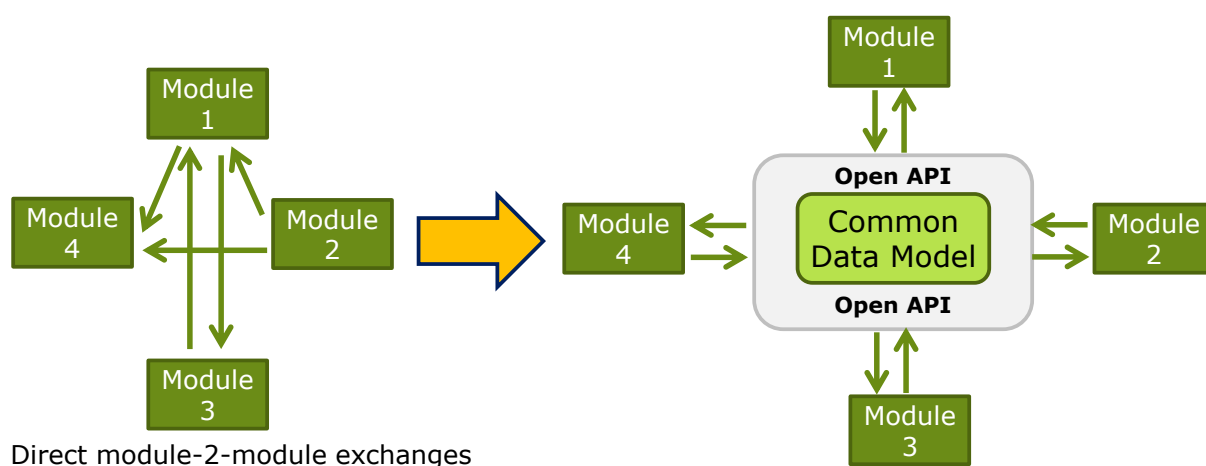 Module
1
Module
4
Module
2
Module
3
Direct module-2-module exchanges
Module
1
Open API
Module
4
Common
Data Model
Module
2
Open API
Module
3